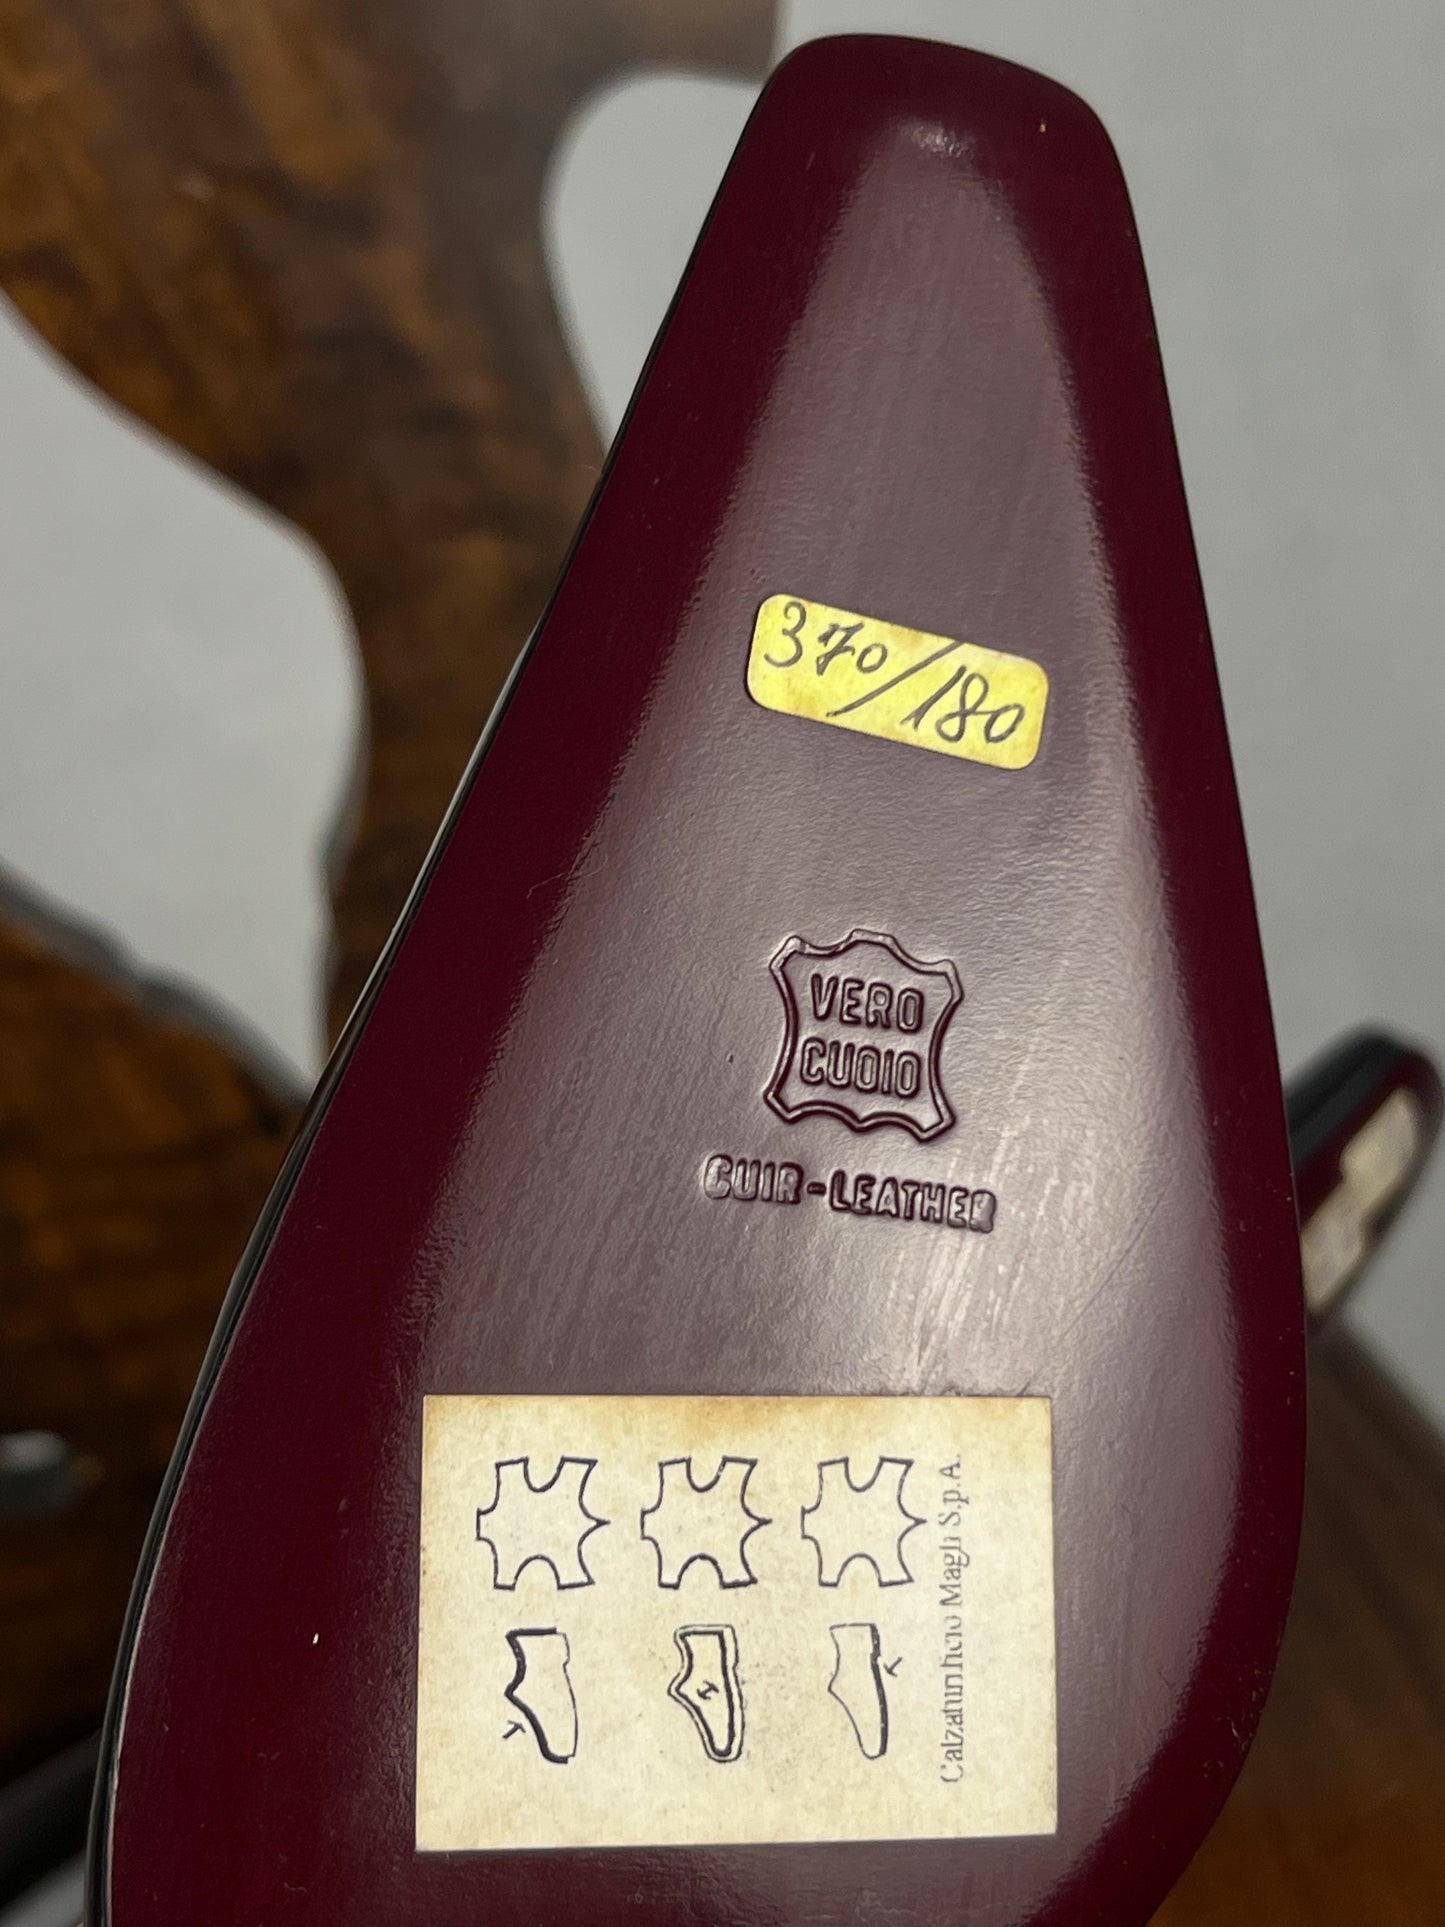 370/180
VERO
CUOIO
CUIR-LEATHER
Calzaturificio Magli S.p.A.